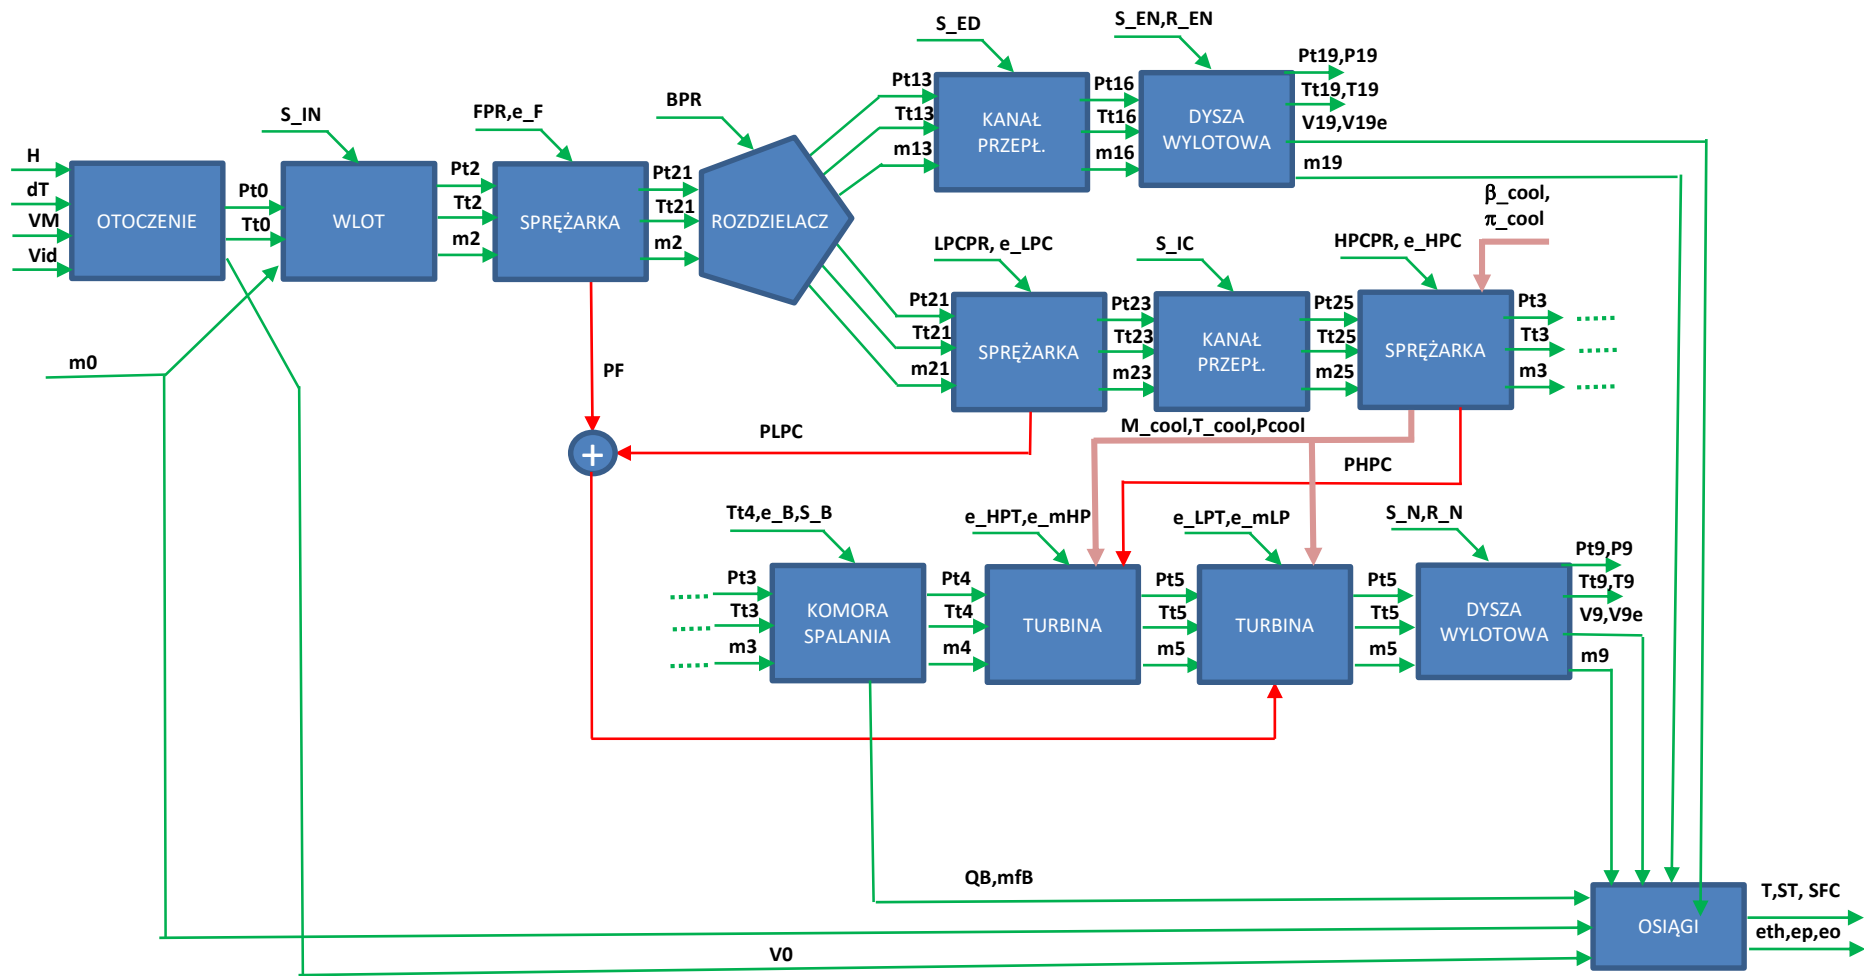 S_ED
S_EN,R_EN
Pt19,P19
Tt19,T19
V19,V19e
m19
S_IN
FPR,e_F
BPR
Pt13
Tt13
m13
KANAŁ
PRZEPŁ.
Pt16
Tt16
m16
DYSZA
WYLOTOWA
H
dT
VM
Vid
OTOCZENIE
Pt0
Tt0
WLOT
Pt2
Tt2
m2
SPRĘŻARKA
Pt21
Tt21
m2
ROZDZIELACZ
β_cool,
π_cool
LPCPR, e_LPC
S_IC
HPCPR, e_HPC
Pt21
Tt21
m21
SPRĘŻARKA
Pt23
Tt23
m23
KANAŁ
PRZEPŁ.
Pt25
Tt25
m25
SPRĘŻARKA
Pt3
Tt3
m3
m0
PF
PLPC
+
M_cool,T_cool,Pcool
PHPC
Tt4,e_B,S_B
e_HPT,e_mHP
e_LPT,e_mLP
S_N,R_N
Pt3
Tt3
m3
KOMORA
SPALANIA
Pt4
Tt4
m4
TURBINA
Pt5
Tt5
m5
TURBINA
Pt5
Tt5
m5
DYSZA
WYLOTOWA
Pt9,P9
Tt9,T9
V9,V9e
m9
QB,mfB
V0
OSIĄGI
T,ST, SFC
eth,ep,eo